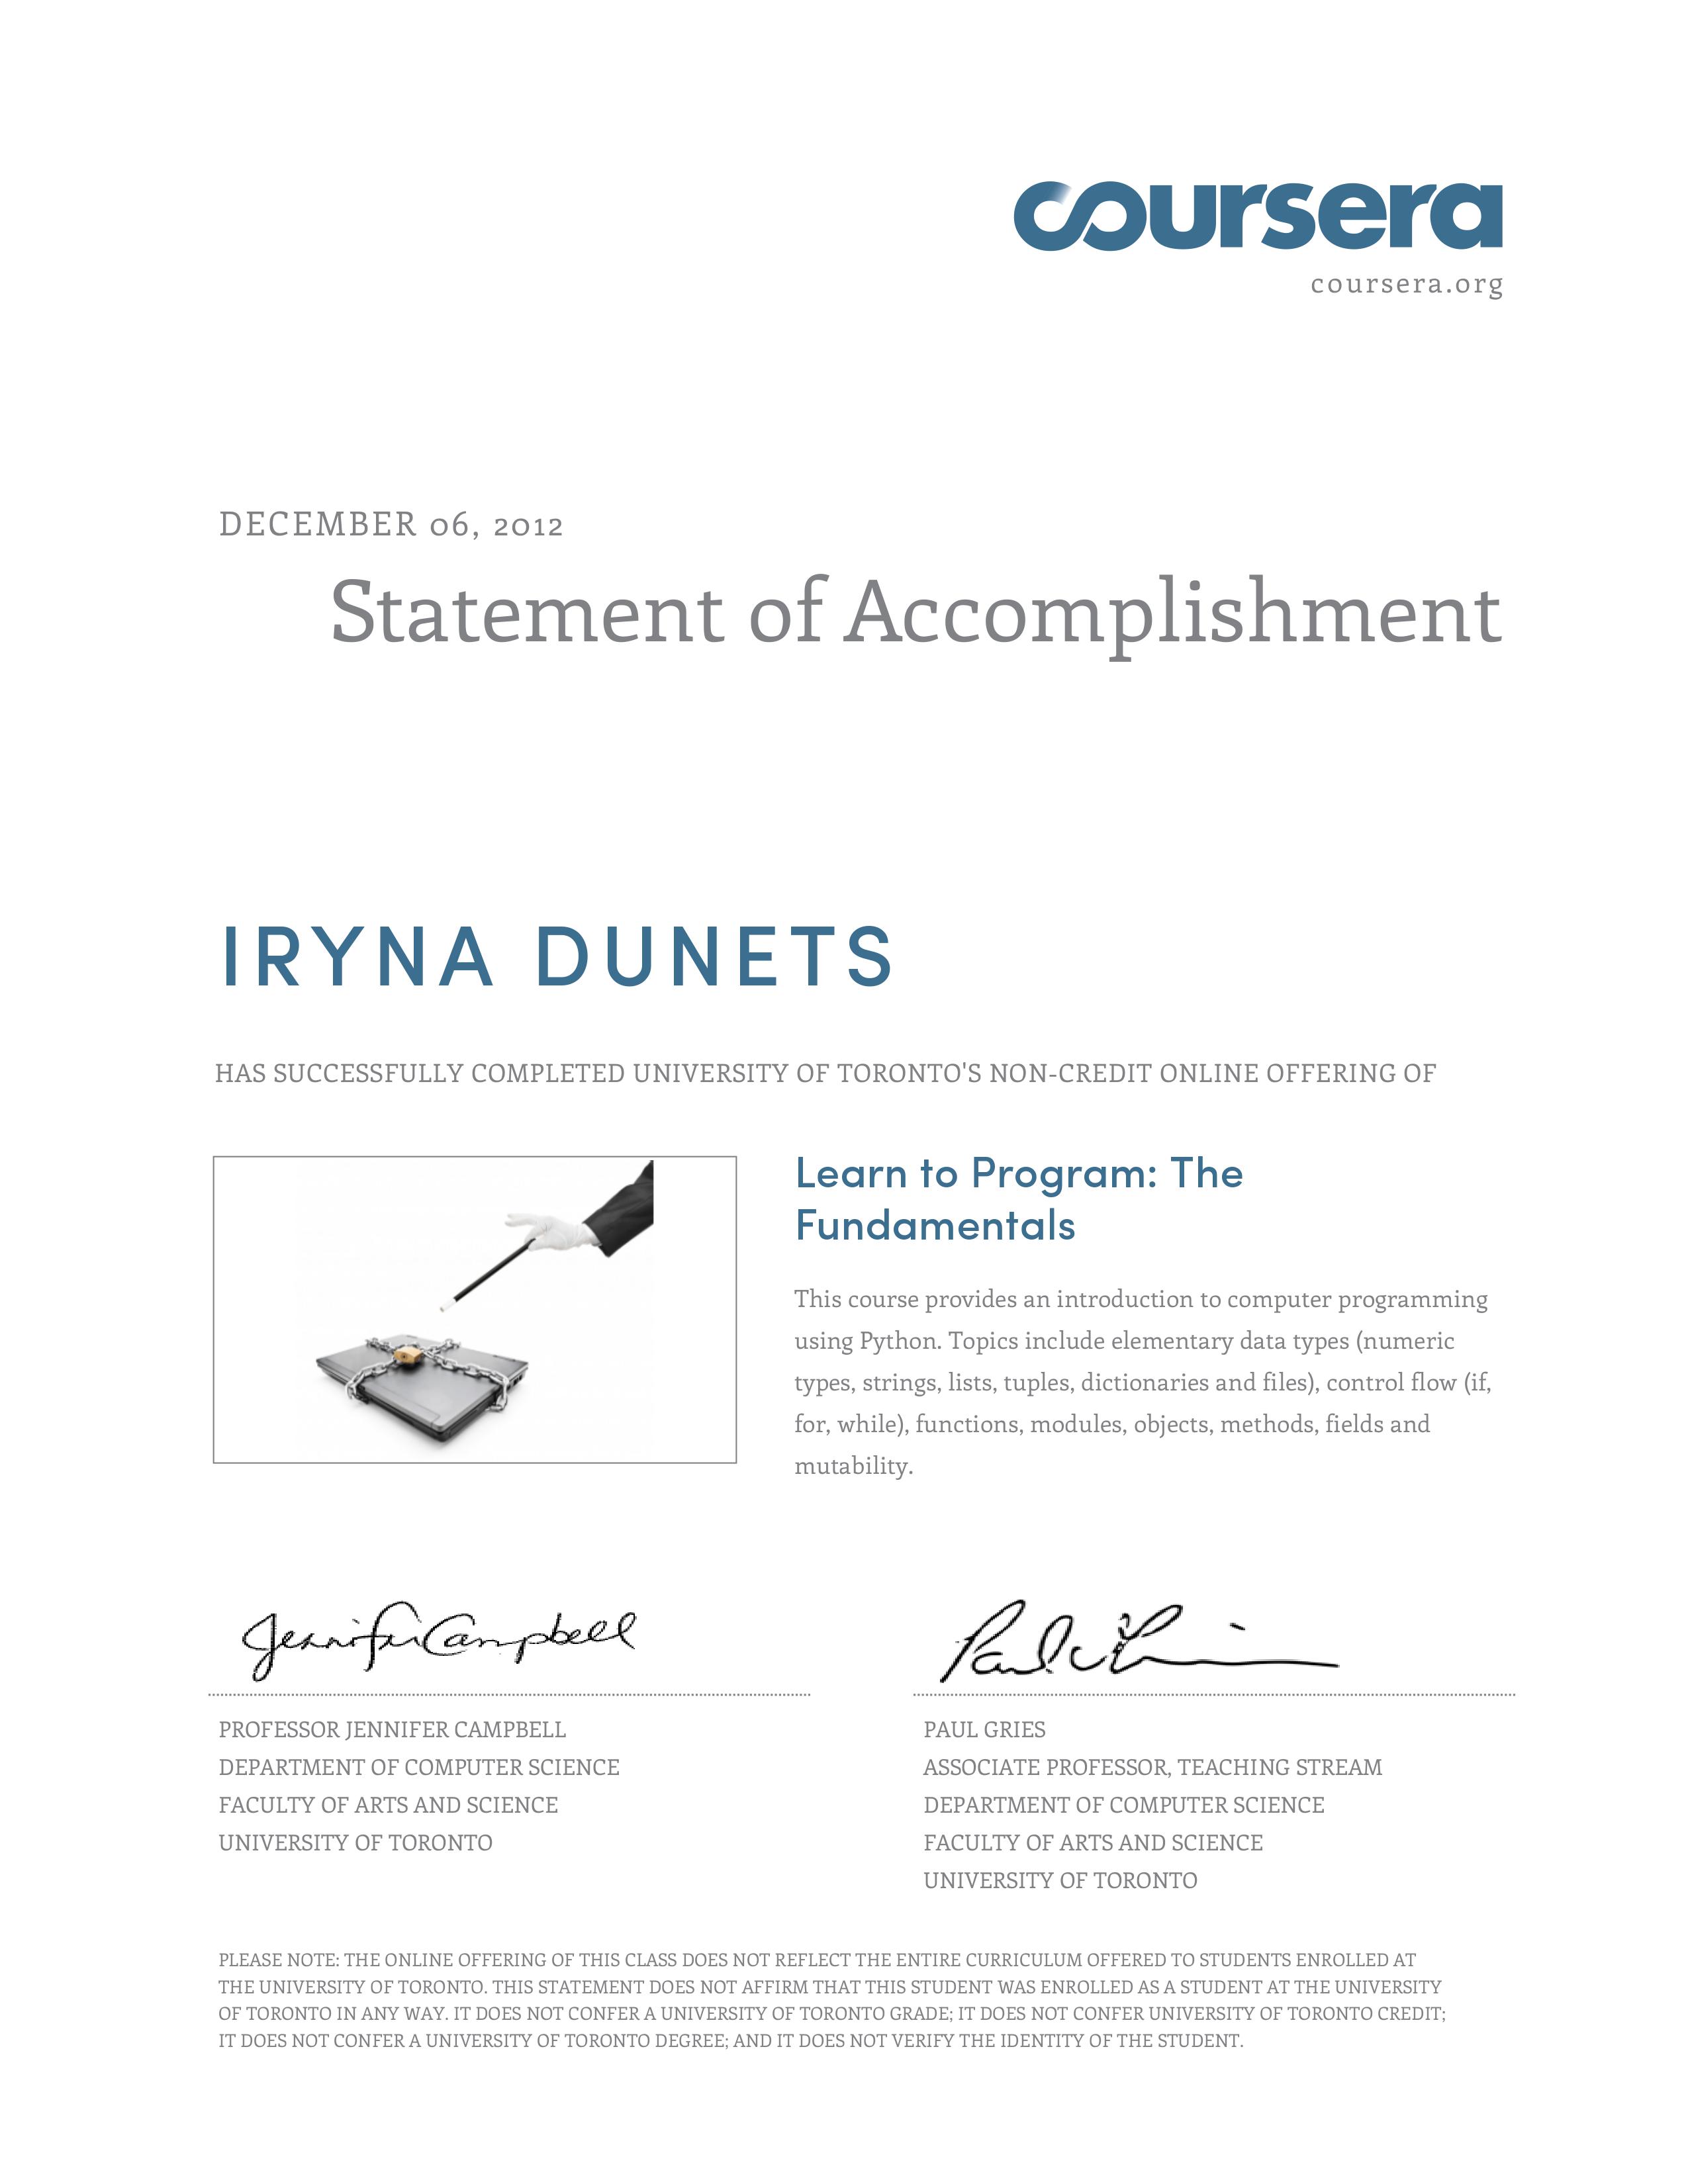 coursera
coursera.org
DECEMBER 06, 2012
Statement of Accomplishment
IRYNA DUNETS
HAS SUCCESSFULLY COMPLETED UNIVERSITY OF TORONTO'S NON-CREDIT ONLINE OFFERING OF
Learn to Program: The
Fundamentals
This course provides an introduction to computer programming
using Python. Topics include elementary data types (numeric
types, strings, lists, tuples, dictionaries and files), control flow (if,
for, while), functions, modules, objects, methods, fields and
mutability.
Jennifer Campbell
PROFESSOR JENNIFER CAMPBELL
DEPARTMENT OF COMPUTER SCIENCE
FACULTY OF ARTS AND SCIENCE
UNIVERSITY OF TORONTO
Paul
PAUL GRIES
ASSOCIATE PROFESSOR, TEACHING STREAM
DEPARTMENT OF COMPUTER SCIENCE
FACULTY OF ARTS AND SCIENCE
UNIVERSITY OF TORONTO
PLEASE NOTE: THE ONLINE OFFERING OF THIS CLASS DOES NOT REFLECT THE ENTIRE CURRICULUM OFFERED TO STUDENTS ENROLLED AT
THE UNIVERSITY OF TORONTO. THIS STATEMENT DOES NOT AFFIRM THAT THIS STUDENT WAS ENROLLED AS A STUDENT AT THE UNIVERSITY
OF TORONTO IN ANY WAY. IT DOES NOT CONFER A UNIVERSITY OF TORONTO GRADE; IT DOES NOT CONFER UNIVERSITY OF TORONTO CREDIT;
IT DOES NOT CONFER A UNIVERSITY OF TORONTO DEGREE; AND IT DOES NOT VERIFY THE IDENTITY OF THE STUDENT.